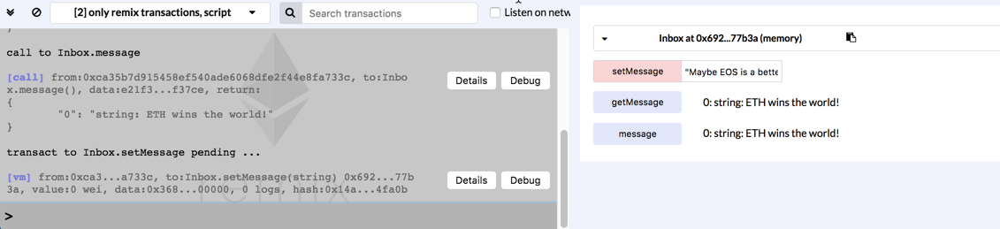 [2] only remix transactions, script
Search transactions
Listen on netw
}
call to Inbox.message
[call] from:0xca35b7d915458ef540ade6068dfe2f44e8fa733c, to:Inbo
x.message(), data:e21f3...f37ce, return:
Details
Debug
{
"0": "string: ETH wins the world!"
}
transact to Inbox.setMessage pending ...
[vm] from:0xca3...a733c, to:Inbox.setMessage(string) 0x692...77b
3a, value:0 wei, data:0x368...00000, 0 logs, hash:0x14a...4fa0b
Details
Debug
remix
>
Inbox at 0x692...77b3a (memory)
setMessage
"Maybe EOS is a bette
getMessage
0: string: ETH wins the world!
message
0: string: ETH wins the world!